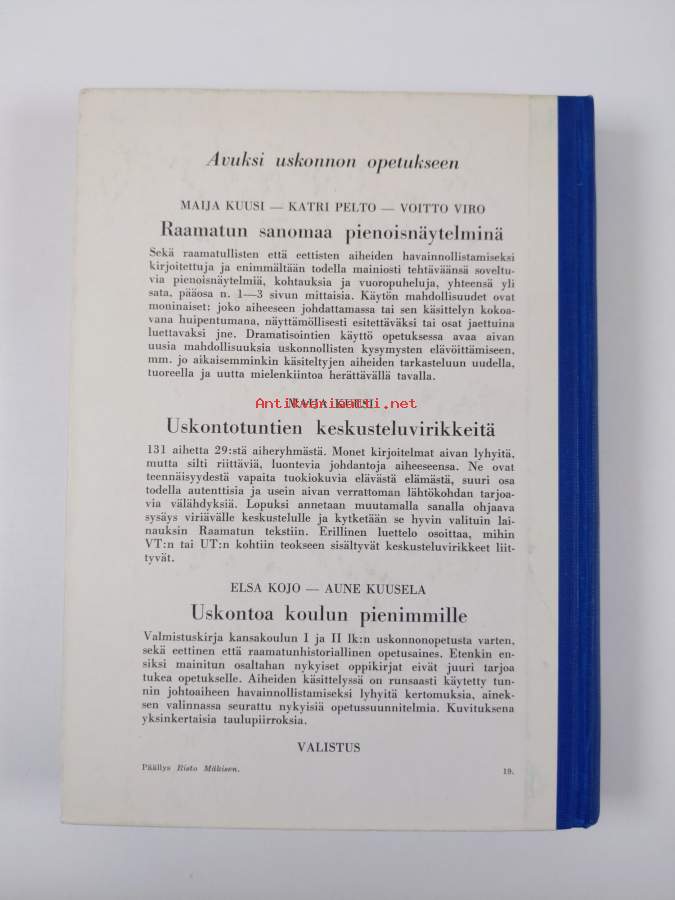 Avuksi uskonnon opetukseen
MAIJA KUUSI — KATRI PELTO — VOITTO VIRO
Raamatun sanomaa pienoisnäytelminä
Sekä raamatullisten että eettisten aiheiden havainnollistamiseksi
kirjoitettuja ja enimmältään todella mainiosti tehtäväänsä soveltu-
via pienoisnäytelmiä, kohtauksia ja vuoropuheluja, yhteensä yli
sata, pääosa n. 1—3 sivun mittaisia. Käytön mahdollisuudet ovat
moninaiset: joko aiheeseen johdattamassa tai sen käsittelyn kokoa-
vana huipentumana, näyttämöllisesti esitettäväksi tai osat jaettuina
luettavaksi jne. Dramatisointien käyttö opetuksessa avaa aivan
uusia mahdollisuuksia uskonnollisten kysymysten elävöittämiseen,
mm. jo aikaisemminkin käsiteltyjen aiheiden tarkasteluun uudella,
tuoreella ja uutta mielenkiintoa herättävällä tavalla.
MAIJA KUUSI
Antikvariaatti.net
Uskontotuntien keskusteluvirikkeitä
131 aihetta 29:stä aiheryhmästä. Monet kirjoitelmat aivan lyhyitä,
mutta silti riittäviä, luontevia johdantoja aiheeseensa. Ne ovat
teennäisyydestä vapaita tuokiokuvia elävästä elämästä, suuri osa
todella autenttisia ja usein aivan verrattoman lähtökohdan tarjoa-
via välähdyksiä. Lopuksi annetaan muutamalla sanalla ohjaava
sysäys viriävälle keskustelulle ja kytketään se hyvin valituin lai-
nauksin Raamatun tekstiin. Erillinen luettelo osoittaa, mihin
VT:n tai UT:n kohtiin teokseen sisältyvät keskusteluvirikkeet liit-
tyvät.
ELSA KOJO — AUNE KUUSELA
Uskontoa koulun pienimmille
Valmistuskirja kansakoulun I ja II lk:n uskonnonopetusta varten,
sekä eettinen että raamatunhistoriallinen opetusaines. Etenkin en-
siksi mainitun osaltahan nykyiset oppikirjat eivät juuri tarjoa
tukea opetukselle. Aiheiden käsittelyssä on runsaasti käytetty tun-
nin johtoaiheen havainnollistamiseksi lyhyitä kertomuksia, ainek-
sen valinnassa seurattu nykyisiä opetussuunnitelmia. Kuvituksena
yksinkertaisia taulupiirroksia.
VALISTUS
Päällys Risto Mäkisen.
19.